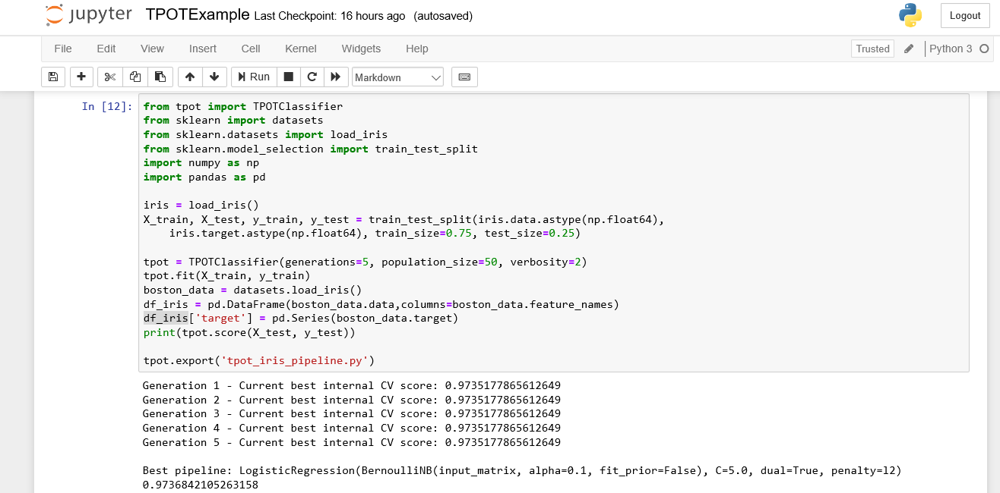 jupyter TPOTExample Last Checkpoint: 16 hours ago (autosaved) Logout
File Edit View Insert Cell Kernel Widgets Help Trusted Python 3
Run Markdown
In [12]: from tpot import TPOTClassifier
from sklearn import datasets
from sklearn.datasets import load_iris
from sklearn.model_selection import train_test_split
import numpy as np
import pandas as pd
iris = load_iris()
X_train, X_test, y_train, y_test = train_test_split(iris.data.astype(np.float64),
iris.target.astype(np.float64), train_size=0.75, test_size=0.25)
tpot = TPOTClassifier(generations=5, population_size=50, verbosity=2)
tpot.fit(X_train, y_train)
boston_data = datasets.load_iris()
df_iris = pd.DataFrame(boston_data.data,columns=boston_data.feature_names)
df_iris['target'] = pd.Series(boston_data.target)
print(tpot.score(X_test, y_test))
tpot.export('tpot_iris_pipeline.py')
Generation 1 - Current best internal CV score: 0.9735177865612649
Generation 2 - Current best internal CV score: 0.9735177865612649
Generation 3 - Current best internal CV score: 0.9735177865612649
Generation 4 - Current best internal CV score: 0.9735177865612649
Generation 5 - Current best internal CV score: 0.9735177865612649
Best pipeline: LogisticRegression(BernoulliNB(input_matrix, alpha=0.1, fit_prior=False), C=5.0, dual=True, penalty=l2)
0.9736842105263158